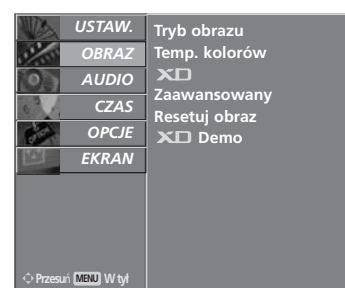 USTAW.
OBRAZ
AUDIO
CZAS
OPCJE
EKRAN
Tryb obrazu
Temp. kolorów
XD
Zaawansowany
Resetuj obraz
XD Demo
Przesuń MENU W tył